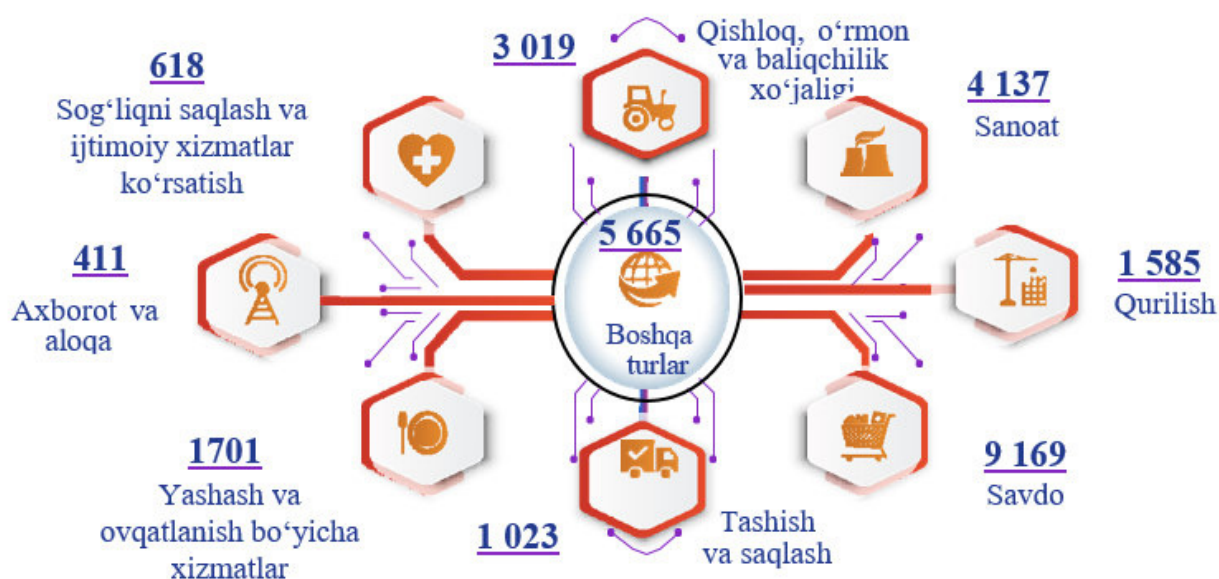 3 019
Qishloq, o‘rmon
va baliqchilik
xo‘jaligi
618
Sog‘liqni saqlash va
ijtimoiy xizmatlar
ko‘rsatish
4 137
Sanoat
411
Axborot va
aloqa
5 665
Boshqa
turlar
1 585
Qurilish
1701
Yashash va
ovqatlanish bo‘yicha
xizmatlar
1 023
Tashish
va saqlash
9 169
Savdo